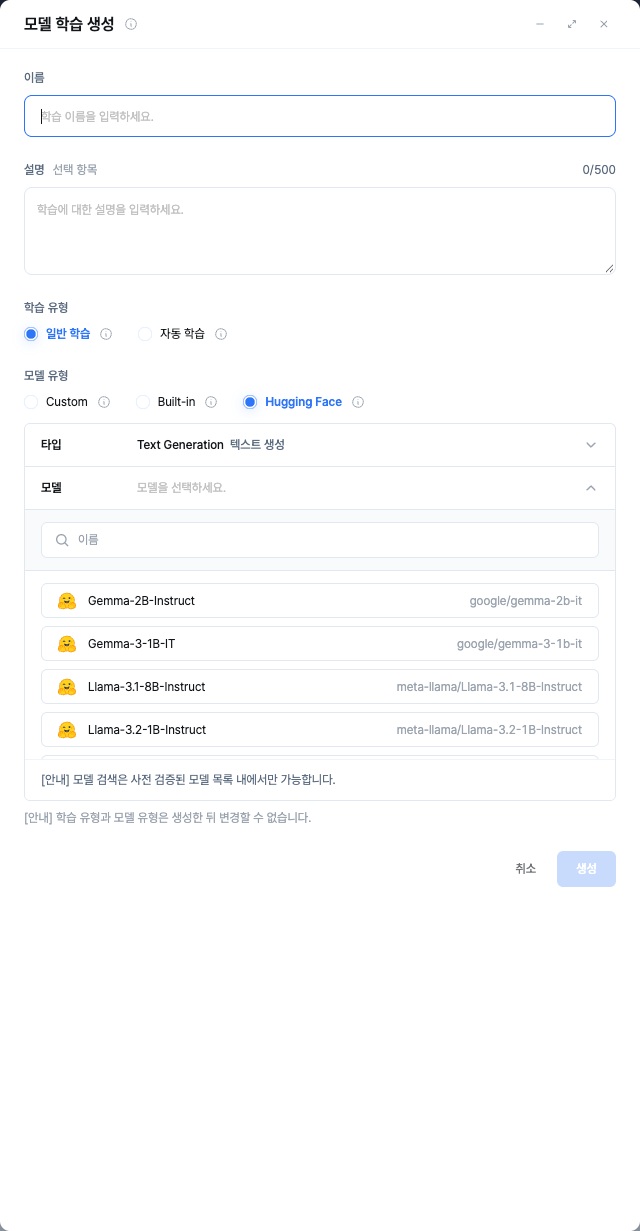 모델 학습 생성
이름
학습 이름을 입력하세요.
설명 선택 항목 0/500
학습에 대한 설명을 입력하세요.
학습 유형
일반 학습 자동 학습
모델 유형
Custom Built-in Hugging Face
타입 Text Generation 텍스트 생성
모델 모델을 선택하세요.
이름
Gemma-2B-Instruct google/gemma-2b-it
Gemma-3-1B-IT google/gemma-3-1b-it
Llama-3.1-8B-Instruct meta-llama/Llama-3.1-8B-Instruct
Llama-3.2-1B-Instruct meta-llama/Llama-3.2-1B-Instruct
[안내] 모델 검색은 사전 검증된 모델 목록 내에서만 가능합니다.
[안내] 학습 유형과 모델 유형은 생성한 뒤 변경할 수 없습니다.
취소 생성